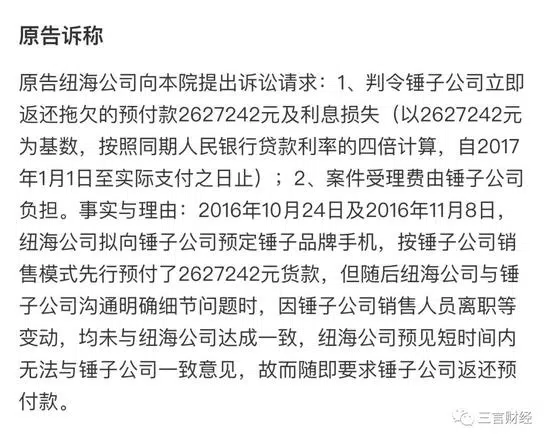 原告诉称
原告纽海公司向本院提出诉讼请求：1、判令锤子公司立即
返还拖欠的预付款2627242元及利息损失（以2627242元
为基数，按照同期人民银行贷款利率的四倍计算，自2017
年1月1日至实际支付之日止）；2、案件受理费由锤子公司
负担。事实与理由：2016年10月24日及2016年11月8日，
纽海公司拟向锤子公司预定锤子品牌手机，按锤子公司销
售模式先行预付了2627242元货款，但随后纽海公司与锤
子公司沟通明确细节问题时，因锤子公司销售人员离职等
变动，均未与纽海公司达成一致，纽海公司预见短时间内
无法与锤子公司一致意见，故而随即要求锤子公司返还预
付款。
三言财经